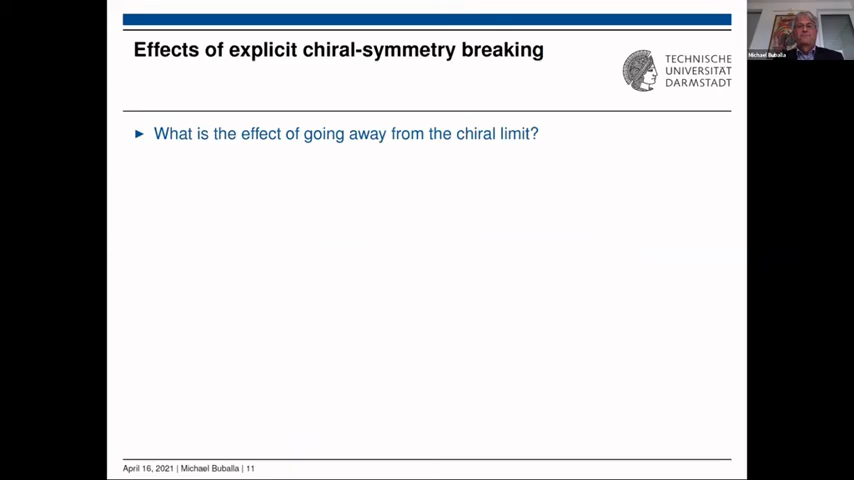 Effects of explicit chiral-symmetry breaking
TECHNISCHE
UNIVERSITÄT
DARMSTADT
Michael Buballa
► What is the effect of going away from the chiral limit?
April 16, 2021 | Michael Buballa | 11